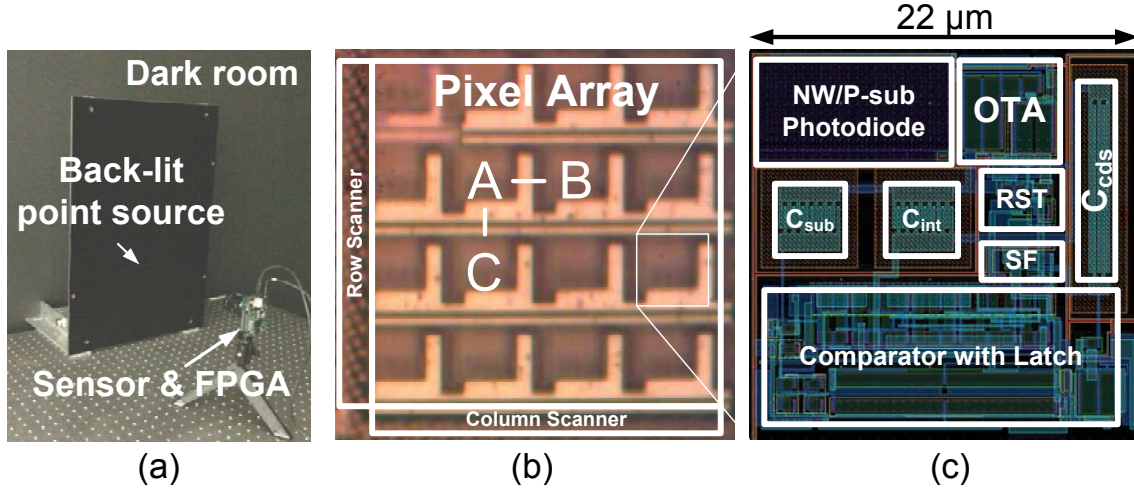 Dark room
Back-lit
point source
Sensor & FPGA
(a)
Pixel Array
A
B
C
Row Scanner
Column Scanner
(b)
22 µm
NW/P-sub
Photodiode
OTA
Ccds
RST
Csub
Cint
SF
Comparator with Latch
(c)